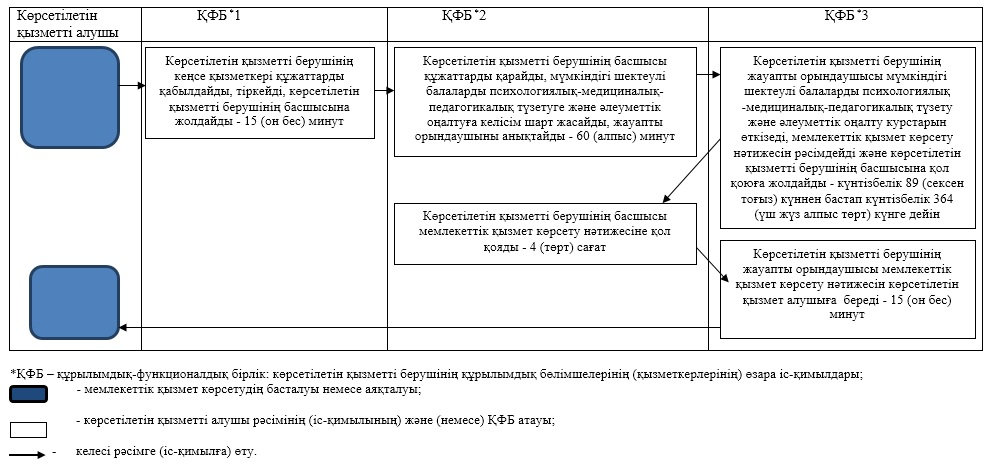 Көрсетілетін
қызметті алушы
ҚФБ*1
ҚФБ*2
ҚФБ*3
Көрсетілетін қызметті берушінің
кеңсе қызметкері құжаттарды
қабылдайды, тіркейді, көрсетілетін
қызметті берушінің басшысына
жолдайды - 15 (он бес) минут
Көрсетілетін қызметті берушінің басшысы
құжаттарды қарайды, мүмкіндігі шектеулі
балаларды психологиялық-медициналық-
педагогикалық түзетуге және әлеуметтік
оңалтуға келісім шарт жасайды, жауапты
орындаушыны анықтайды - 60 (алпыс) минут
Көрсетілетін қызметті берушінің
жауапты орындаушысы мүмкіндігі
шектеулі балаларды психологиялық
-медициналық-педагогикалық түзету
және әлеуметтік оңалту курстарын
өткізеді, мемлекеттік қызмет көрсету
нәтижесін рәсімдейді және көрсетілетін
қызметті берушінің басшысына қол
қоюға жолдайды - күнтізбелік 89 (сексен
тоғыз) күннен бастап күнтізбелік 364
(үш жүз алпыс төрт) күнге дейін
Көрсетілетін қызметті берушінің басшысы
мемлекеттік қызмет көрсету нәтижесіне қол
қояды - 4 (төрт) сағат
Көрсетілетін қызметті берушінің
жауапты орындаушысы мемлекеттік
қызмет көрсету нәтижесін көрсетілетін
қызмет алушыға береді - 15 (он бес)
минут
*ҚФБ – құрылымдық-функционалдық бірлік: көрсетілетін қызметті берушінің құрылымдық бөлімшелерінің (қызметкерлерінің) өзара іс-қимылдары;
- мемлекеттік қызмет көрсетудің басталуы немесе аяқталуы;
- көрсетілетін қызметті алушы рәсімінің (іс-қимылының) және (немесе) ҚФБ атауы;
- келесі рәсімге (іс-қимылға) өту.